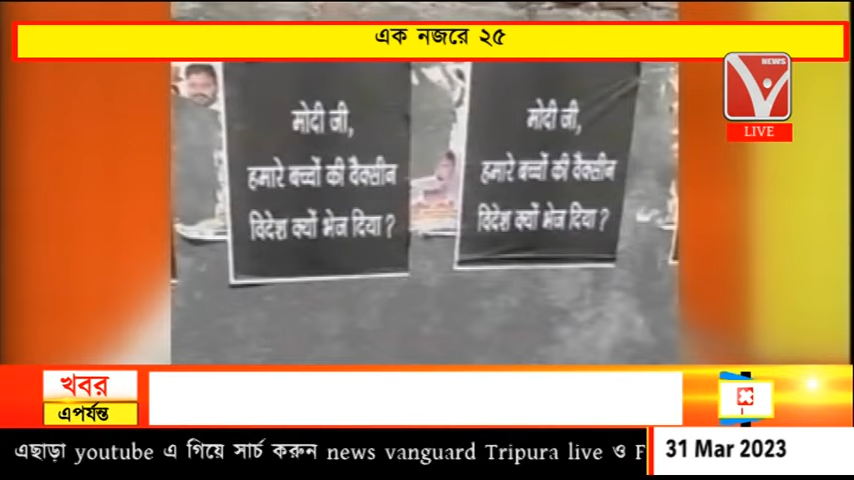 এক নজরে ২৫
NEWS
V
LIVE
मोदी जी,
हमारे बच्चों की वैक्सीन
विदेश क्यों भेज दिया ?
मोदी जी,
हमारे बच्चों की वैक्सीन
विदेश क्यों भेज दिया ?
খবর
এপর্যন্ত
এছাড়া youtube এ গিয়ে সার্চ করুন news vanguard Tripura live ও F
31 Mar 2023